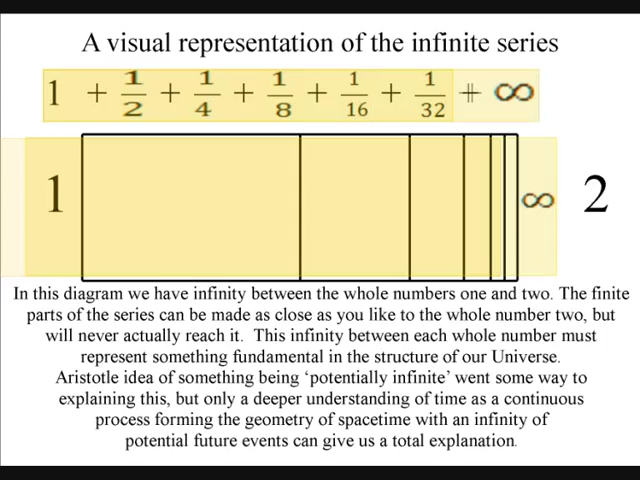 A visual representation of the infinite series
1 + 1/2 + 1/4 + 1/8 + 1/16 + 1/32 + ∞
1 ∞ 2
In this diagram we have infinity between the whole numbers one and two. The finite
parts of the series can be made as close as you like to the whole number two, but
will never actually reach it. This infinity between each whole number must
represent something fundamental in the structure of our Universe.
Aristotle idea of something being ‘potentially infinite’ went some way to
explaining this, but only a deeper understanding of time as a continuous
process forming the geometry of spacetime with an infinity of
potential future events can give us a total explanation.